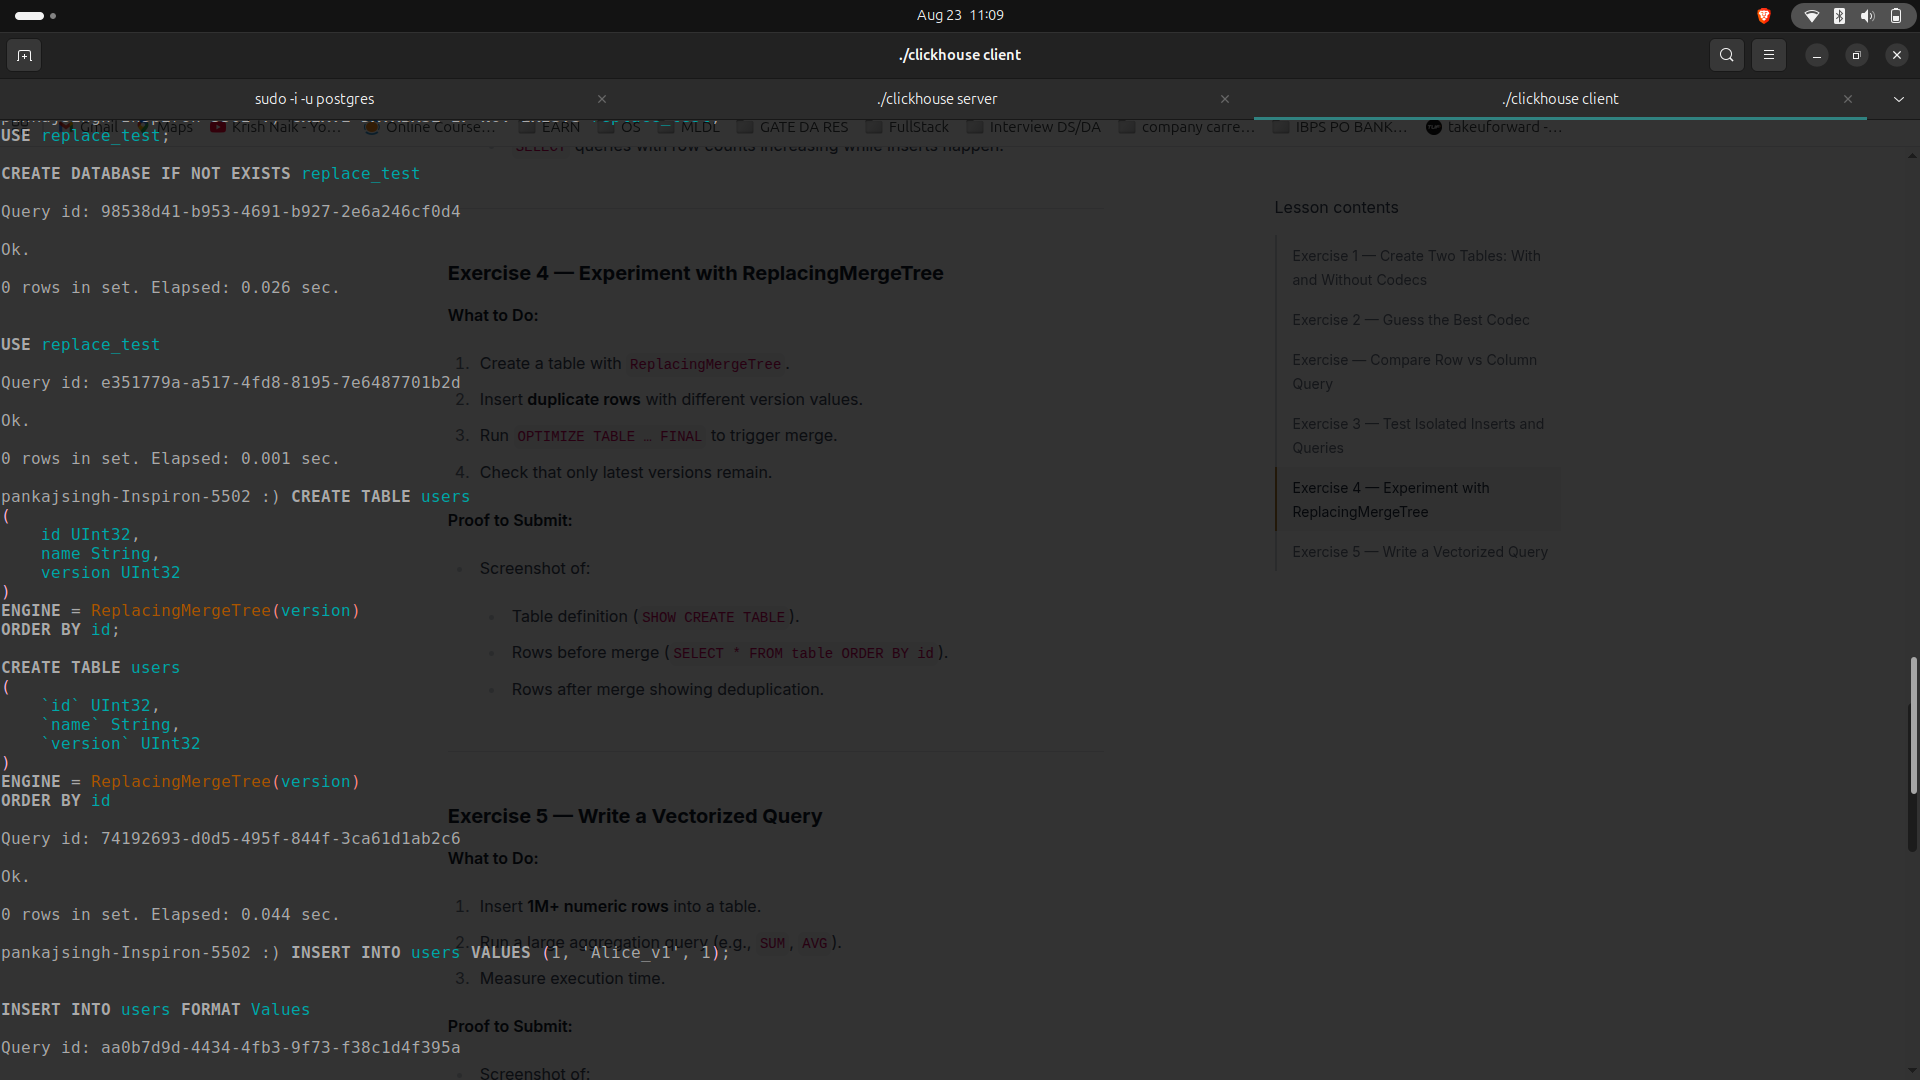 Aug 23 11:09
./clickhouse client
sudo -i -u postgres
./clickhouse server
./clickhouse client
Gmail
Maps
Krish Naik - Yo...
Online Course...
EARN
OS
MLDL
GATE DA RES
FullStack
Interview DS/DA
company carre...
IBPS PO BANK...
takeuforward -...
USE replace_test;
CREATE DATABASE IF NOT EXISTS replace_test
Query id: 98538d41-b953-4691-b927-2e6a246cf0d4
Ok.
0 rows in set. Elapsed: 0.026 sec.
USE replace_test
Query id: e351779a-a517-4fd8-8195-7e6487701b2d
Ok.
0 rows in set. Elapsed: 0.001 sec.
pankajsingh-Inspiron-5502 :) CREATE TABLE users
(
id UInt32,
name String,
version UInt32
)
ENGINE = ReplacingMergeTree(version)
ORDER BY id;
CREATE TABLE users
(
`id` UInt32,
`name` String,
`version` UInt32
)
ENGINE = ReplacingMergeTree(version)
ORDER BY id
Query id: 74192693-d0d5-495f-844f-3ca61d1ab2c6
Ok.
0 rows in set. Elapsed: 0.044 sec.
pankajsingh-Inspiron-5502 :) INSERT INTO users VALUES (1, 'Alice_v1', 1);
INSERT INTO users FORMAT Values
Query id: aa0b7d9d-4434-4fb3-9f73-f38c1d4f395a
SELECT queries with row counts increasing while inserts happen.
Exercise 4 — Experiment with ReplacingMergeTree
What to Do:
1. Create a table with ReplacingMergeTree.
2. Insert duplicate rows with different version values.
3. Run OPTIMIZE TABLE … FINAL to trigger merge.
4. Check that only latest versions remain.
Proof to Submit:
Screenshot of:
Table definition (SHOW CREATE TABLE).
Rows before merge (SELECT * FROM table ORDER BY id).
Rows after merge showing deduplication.
Exercise 5 — Write a Vectorized Query
What to Do:
1. Insert 1M+ numeric rows into a table.
2. Run a large aggregation query (e.g., SUM, AVG).
3. Measure execution time.
Proof to Submit:
Screenshot of:
Lesson contents
Exercise 1 — Create Two Tables: With
and Without Codecs
Exercise 2 — Guess the Best Codec
Exercise — Compare Row vs Column
Query
Exercise 3 — Test Isolated Inserts and
Queries
Exercise 4 — Experiment with
ReplacingMergeTree
Exercise 5 — Write a Vectorized Query